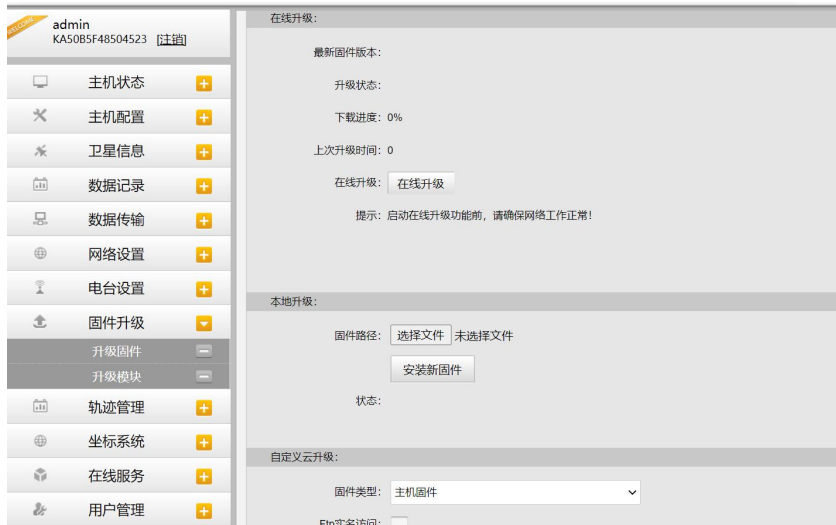 WELCOME
admin
KA50B5F48504523 [注销]
主机状态
主机配置
卫星信息
数据记录
数据传输
网络设置
电台设置
固件升级
升级固件
升级模块
轨迹管理
坐标系统
在线服务
用户管理
在线升级:
最新固件版本:
升级状态:
下载进度: 0%
上次升级时间: 0
在线升级: 在线升级
提示: 启动在线升级功能前，请确保网络工作正常!
本地升级:
固件路径: 选择文件 未选择文件
安装新固件
状态:
自定义云升级:
固件类型: 主机固件
Ftp实名访问: